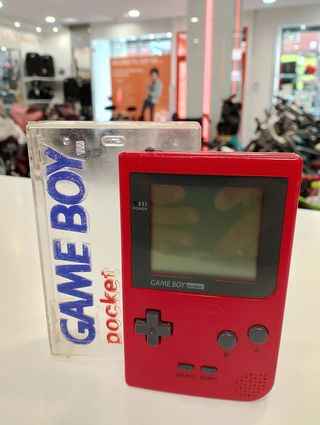 GAME BOY
pocket
POWER
GAME BOY pocket
B
A
SELECT START